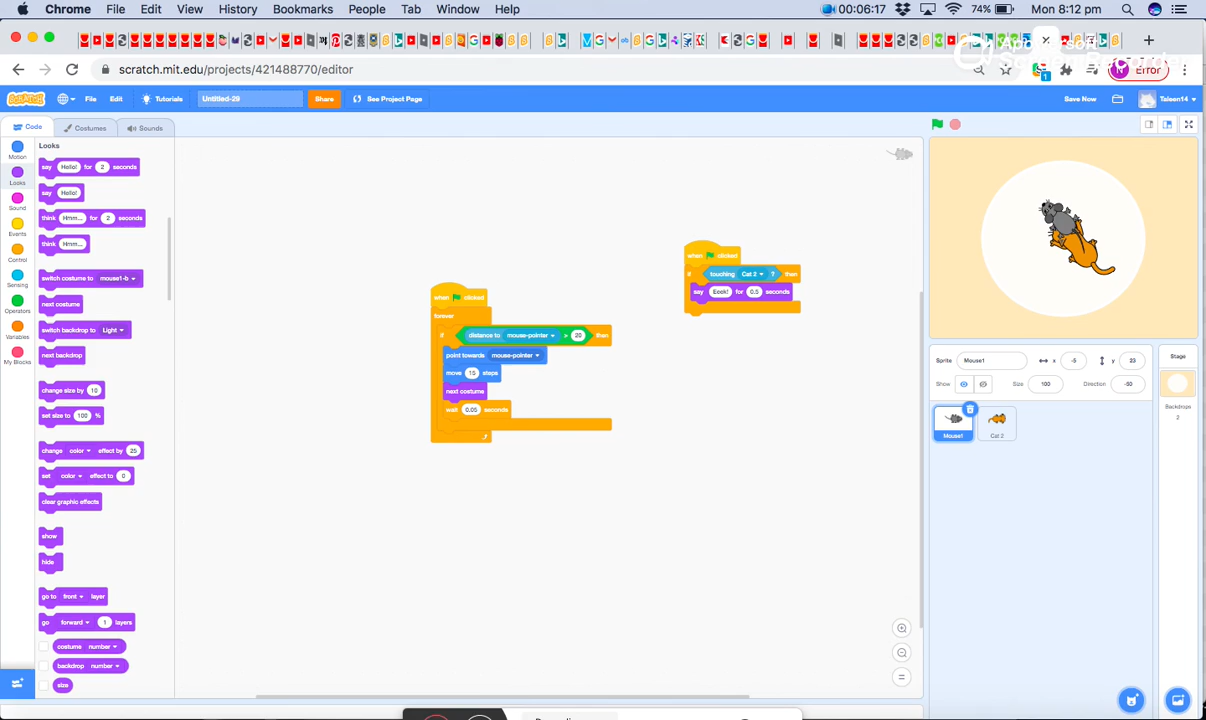 Chrome File Edit View History Bookmarks People Tab Window Help
00:06:17 74% Mon 8:12 pm
scratch.mit.edu/projects/421488770/editor
1
N Error
SCRATCH File Edit Tutorials Untitled-29 Share See Project Page Save Now Taleen14
Code Costumes Sounds
Motion
Looks
Sound
Events
Control
Sensing
Operators
Variables
My Blocks
Looks
say Hello! for 2 seconds
say Hello!
think Hmm... for 2 seconds
think Hmm...
switch costume to mouse1-b
next costume
switch backdrop to Light
next backdrop
change size by 10
set size to 100 %
change color effect by 25
set color effect to 0
clear graphic effects
show
hide
go to front layer
go forward 1 layers
costume number
backdrop number
size
when clicked
forever
if distance to mouse-pointer > 20 then
point towards mouse-pointer
move 15 steps
next costume
wait 0.05 seconds
when clicked
if touching Cat 2 ? then
say Eeek! for 0.5 seconds
Sprite Mouse1 x -5 y 23
Show Size 100 Direction -50
Mouse1
Cat 2
Stage
Backdrops
2